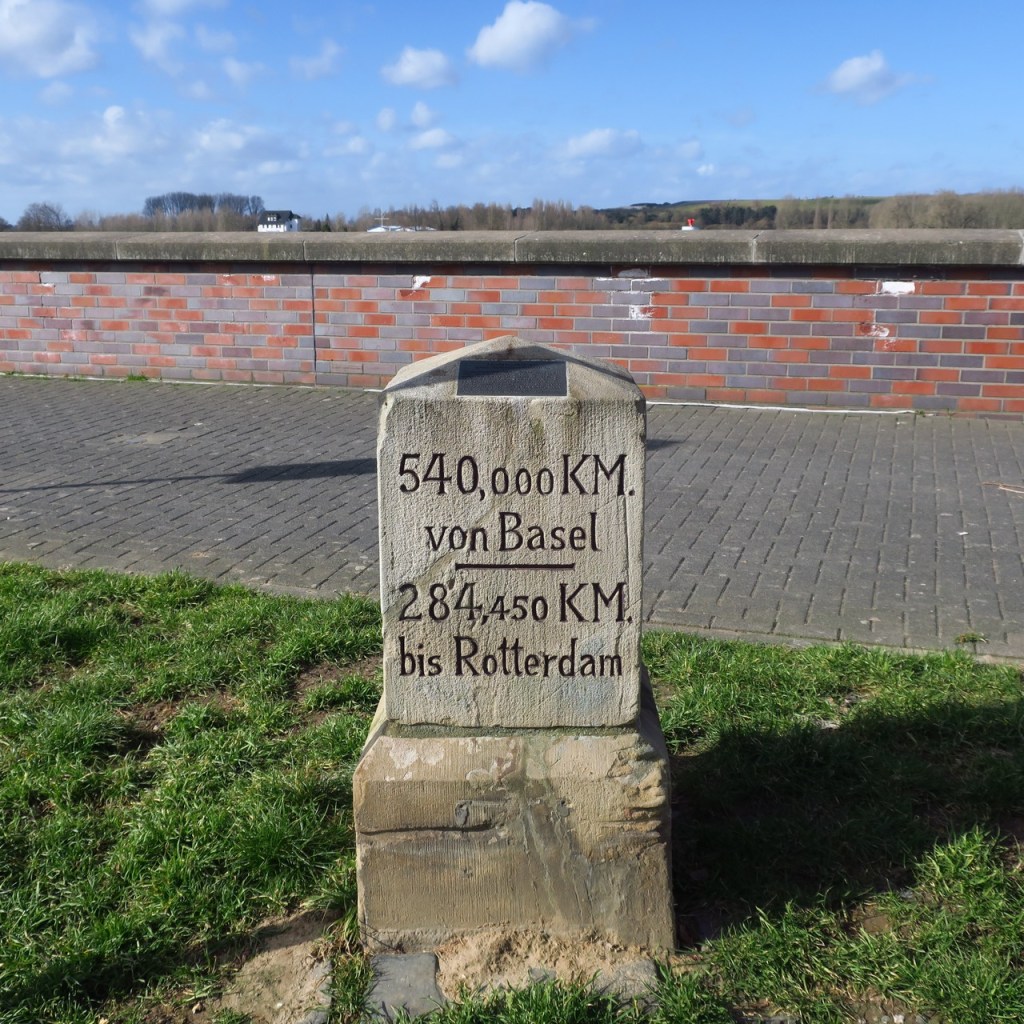 540,000 KM.
von Basel
284,450 KM.
bis Rotterdam